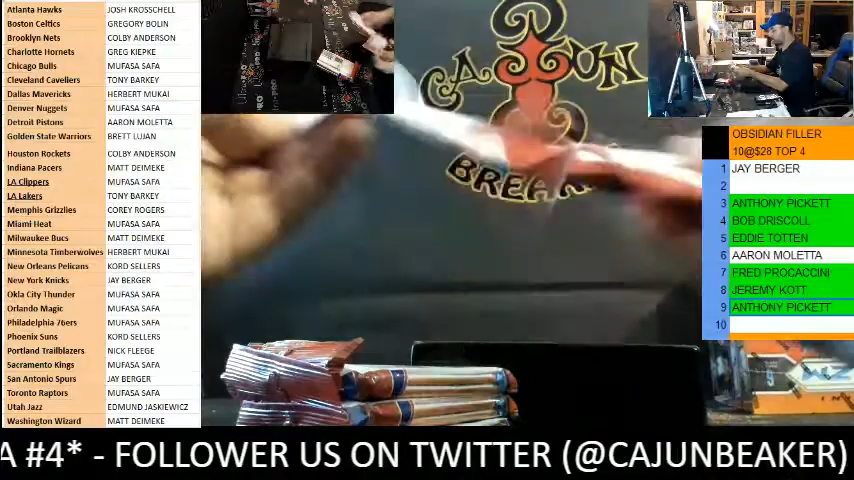 Atlanta Hawks JOSH KROSSCHELL
Boston Celtics GREGORY BOLIN
Brooklyn Nets COLBY ANDERSON
Charlotte Hornets GREG KIEPKE
Chicago Bulls MUFASA SAFA
Cleveland Cavaliers TONY BARKEY
Dallas Mavericks HERBERT MUKAI
Denver Nuggets MUFASA SAFA
Detroit Pistons AARON MOLETTA
Golden State Warriors BRETT LUJAN
Houston Rockets COLBY ANDERSON
Indiana Pacers MATT DEIMEKE
LA Clippers MUFASA SAFA
LA Lakers TONY BARKEY
Memphis Grizzlies COREY ROGERS
Miami Heat MUFASA SAFA
Milwaukee Bucs MATT DEIMEKE
Minnesota Timberwolves HERBERT MUKAI
New Orleans Pelicans KORD SELLERS
New York Knicks JAY BERGER
Okla City Thunder MUFASA SAFA
Orlando Magic MUFASA SAFA
Philadelphia 76ers MUFASA SAFA
Phoenix Suns KORD SELLERS
Portland Trailblazers NICK FLEEGE
Sacramento Kings MUFASA SAFA
San Antonio Spurs JAY BERGER
Toronto Raptors MUFASA SAFA
Utah Jazz EDMUND JASKIEWICZ
Washington Wizard MATT DEIMEKE
CAJUN
BREAK
OBSIDIAN FILLER
10@$28 TOP 4
1 JAY BERGER
2
3 ANTHONY PICKETT
4 BOB DRISCOLL
5 EDDIE TOTTEN
6 AARON MOLETTA
7 FRED PROCACCINI
8 JEREMY KOTT
9 ANTHONY PICKETT
10
A #4* - FOLLOWER US ON TWITTER (@CAJUNBEAKER)